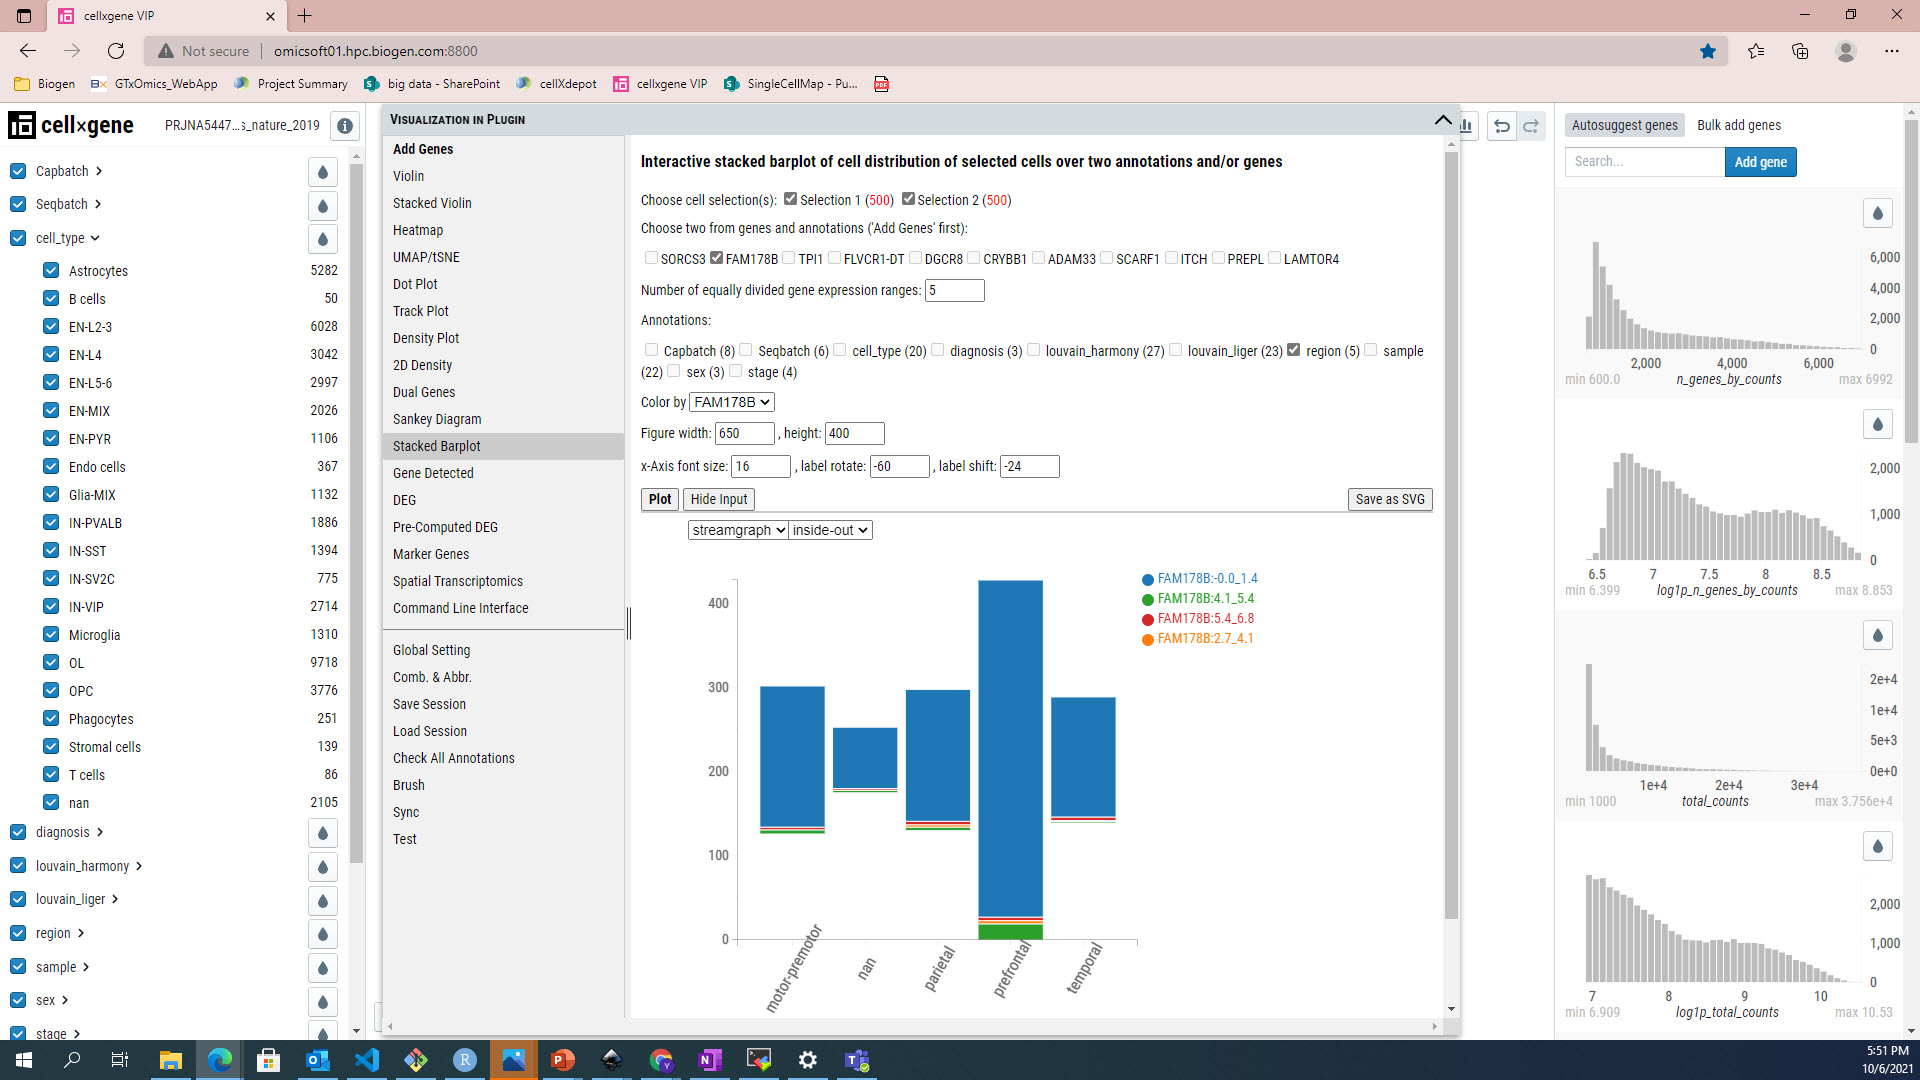 cellxgene VIP
Not secure
omicsoft01.hpc.biogen.com:8800
Biogen
GTxOmics_WebApp
Project Summary
big data - SharePoint
cellXdepot
cellxgene VIP
SingleCellMap - Pu...
cell×gene
PRJNA5447...s_nature_2019
Capbatch
Seqbatch
cell_type
Astrocytes 5282
B cells 50
EN-L2-3 6028
EN-L4 3042
EN-L5-6 2997
EN-MIX 2026
EN-PYR 1106
Endo cells 367
Glia-MIX 1132
IN-PVALB 1886
IN-SST 1394
IN-SV2C 775
IN-VIP 2714
Microglia 1310
OL 9718
OPC 3776
Phagocytes 251
Stromal cells 139
T cells 86
nan 2105
diagnosis
louvain_harmony
louvain_liger
region
sample
sex
stage
VISUALIZATION IN PLUGIN
Add Genes
Violin
Stacked Violin
Heatmap
UMAP/tSNE
Dot Plot
Track Plot
Density Plot
2D Density
Dual Genes
Sankey Diagram
Stacked Barplot
Gene Detected
DEG
Pre-Computed DEG
Marker Genes
Spatial Transcriptomics
Command Line Interface
Global Setting
Comb. & Abbr.
Save Session
Load Session
Check All Annotations
Brush
Sync
Test
Interactive stacked barplot of cell distribution of selected cells over two annotations and/or genes
Choose cell selection(s): Selection 1 (500) Selection 2 (500)
Choose two from genes and annotations ('Add Genes' first):
SORCS3 FAM178B TPI1 FLVCR1-DT DGCR8 CRYBB1 ADAM33 SCARF1 ITCH PREPL LAMTOR4
Number of equally divided gene expression ranges: 5
Annotations:
Capbatch (8) Seqbatch (6) cell_type (20) diagnosis (3) louvain_harmony (27) louvain_liger (23) region (5) sample
(22) sex (3) stage (4)
Color by FAM178B
Figure width: 650 , height: 400
x-Axis font size: 16 , label rotate: -60 , label shift: -24
Plot Hide Input Save as SVG
streamgraph inside-out
400
300
200
100
0
motor-premotor
nan
parietal
prefrontal
temporal
FAM178B:-0.0_1.4
FAM178B:4.1_5.4
FAM178B:5.4_6.8
FAM178B:2.7_4.1
Autosuggest genes Bulk add genes
Search... Add gene
6,000
4,000
2,000
0
2,000 4,000 6,000
min 600.0 n_genes_by_counts max 6992
2,000
1,000
0
6.5 7 7.5 8 8.5
min 6.399 log1p_n_genes_by_counts max 8.853
2e+4
1e+4
5e+3
0e+0
1e+4 2e+4 3e+4
min 1000 total_counts max 3.756e+4
2,000
1,000
0
7 8 9 10
min 6.909 log1p_total_counts max 10.53
5:51 PM
10/6/2021